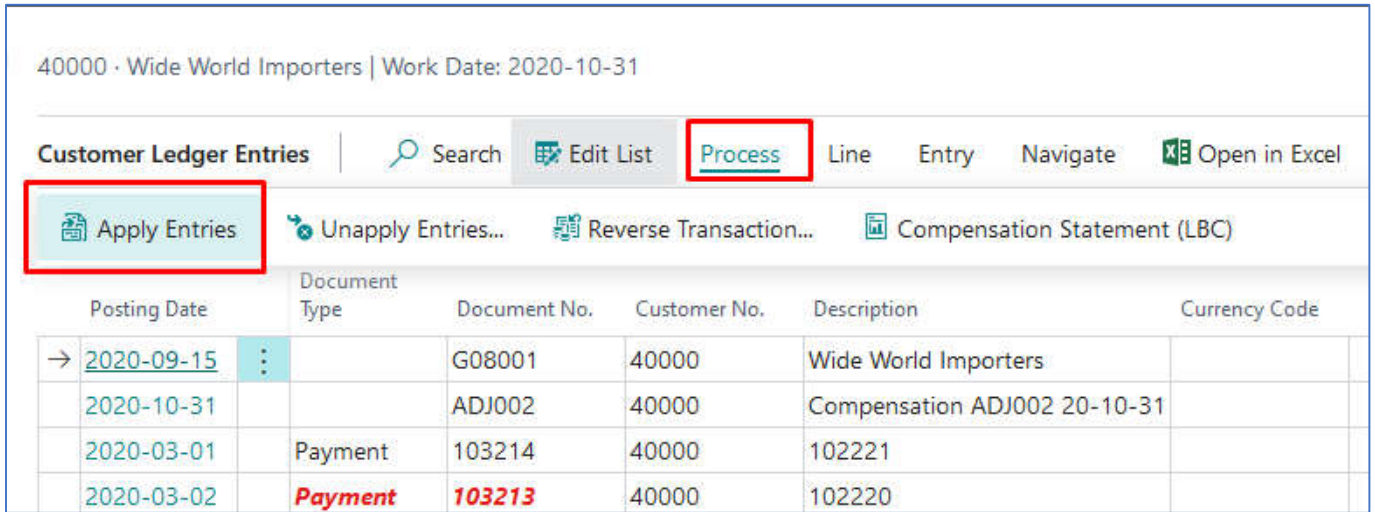 40000 · Wide World Importers | Work Date: 2020-10-31
Customer Ledger Entries Search Edit List Process Line Entry Navigate Open in Excel
Apply Entries Unapply Entries... Reverse Transaction... Compensation Statement (LBC)
Posting Date Document Type Document No. Customer No. Description Currency Code
→ 2020-09-15 G08001 40000 Wide World Importers
2020-10-31 ADJ002 40000 Compensation ADJ002 20-10-31
2020-03-01 Payment 103214 40000 102221
2020-03-02 Payment 103213 40000 102220